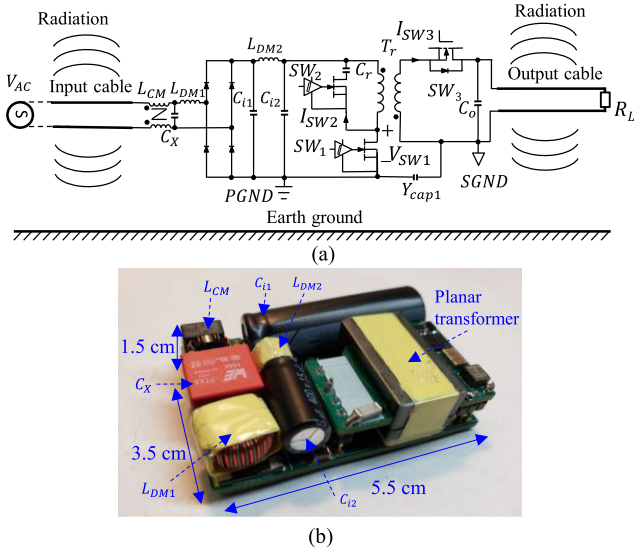 Radiation
Radiation
V_AC
Input cable
L_CM
L_DM1
C_X
L_DM2
C_i1
C_i2
SW_2
C_r
T_r
I_SW3
I_SW2
SW_3
SW_1
+
−V_SW1
C_o
Output cable
R_L
PGND
Y_cap1
SGND
Earth ground
(a)
L_CM
C_i1
L_DM2
Planar
transformer
1.5 cm
C_X
3.5 cm
L_DM1
5.5 cm
C_i2
(b)